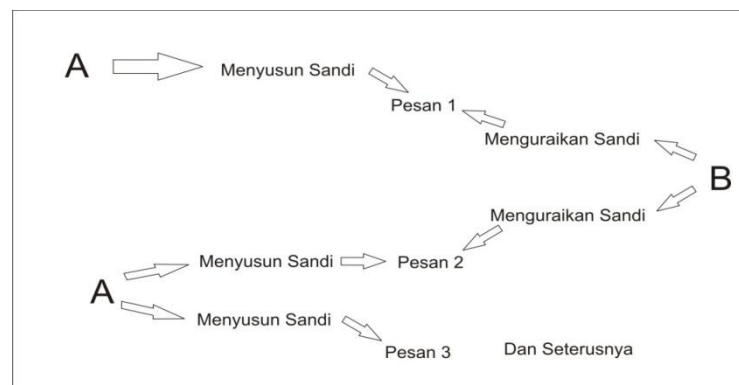 A
Menyusun Sandi
Pesan 1
Menguraikan Sandi
B
Menguraikan Sandi
Menyusun Sandi
Pesan 2
A
Menyusun Sandi
Pesan 3
Dan Seterusnya